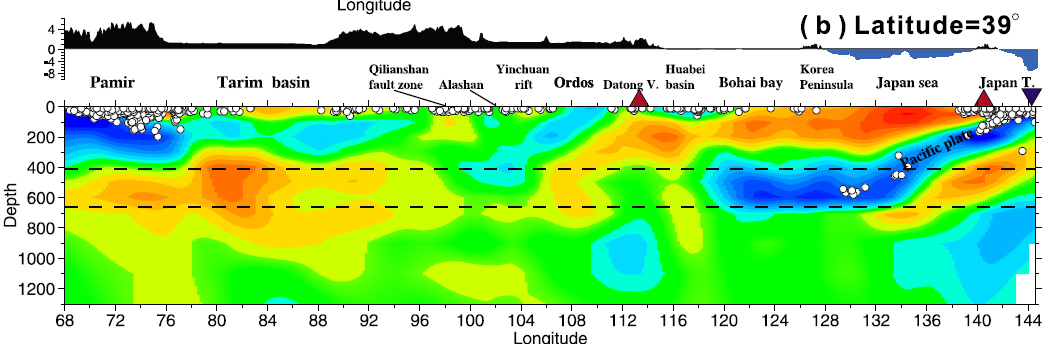 Longitude
( b ) Latitude=39°
4
0
-4
-8
Pamir
Tarim basin
Qilianshan
fault zone
Alashan
Yinchuan
rift
Ordos
Datong V.
Huabei
basin
Bohai bay
Korea
Peninsula
Japan sea
Japan T.
0
200
400
600
800
1000
1200
Depth
Pacific plate
68 72 76 80 84 88 92 96 100 104 108 112 116 120 124 128 132 136 140 144
Longitude